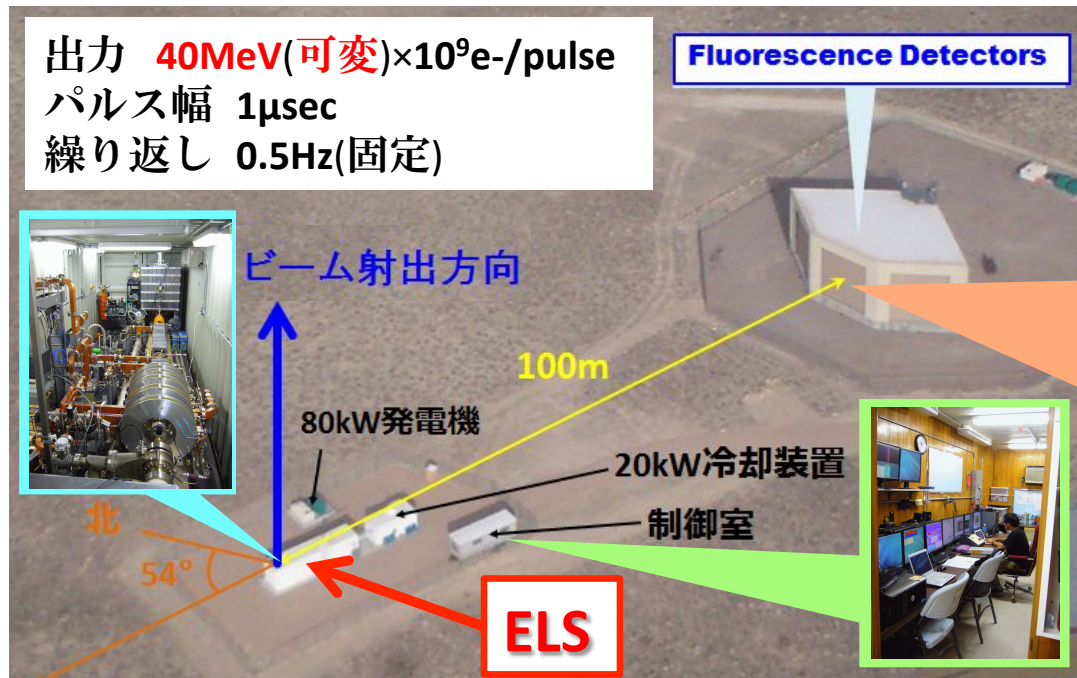 出力 40MeV(可変)×10⁹e-/pulse
パルス幅 1μsec
繰り返し 0.5Hz(固定)
Fluorescence Detectors
ビーム射出方向
100m
80kW発電機
20kW冷却装置
制御室
北
54°
ELS